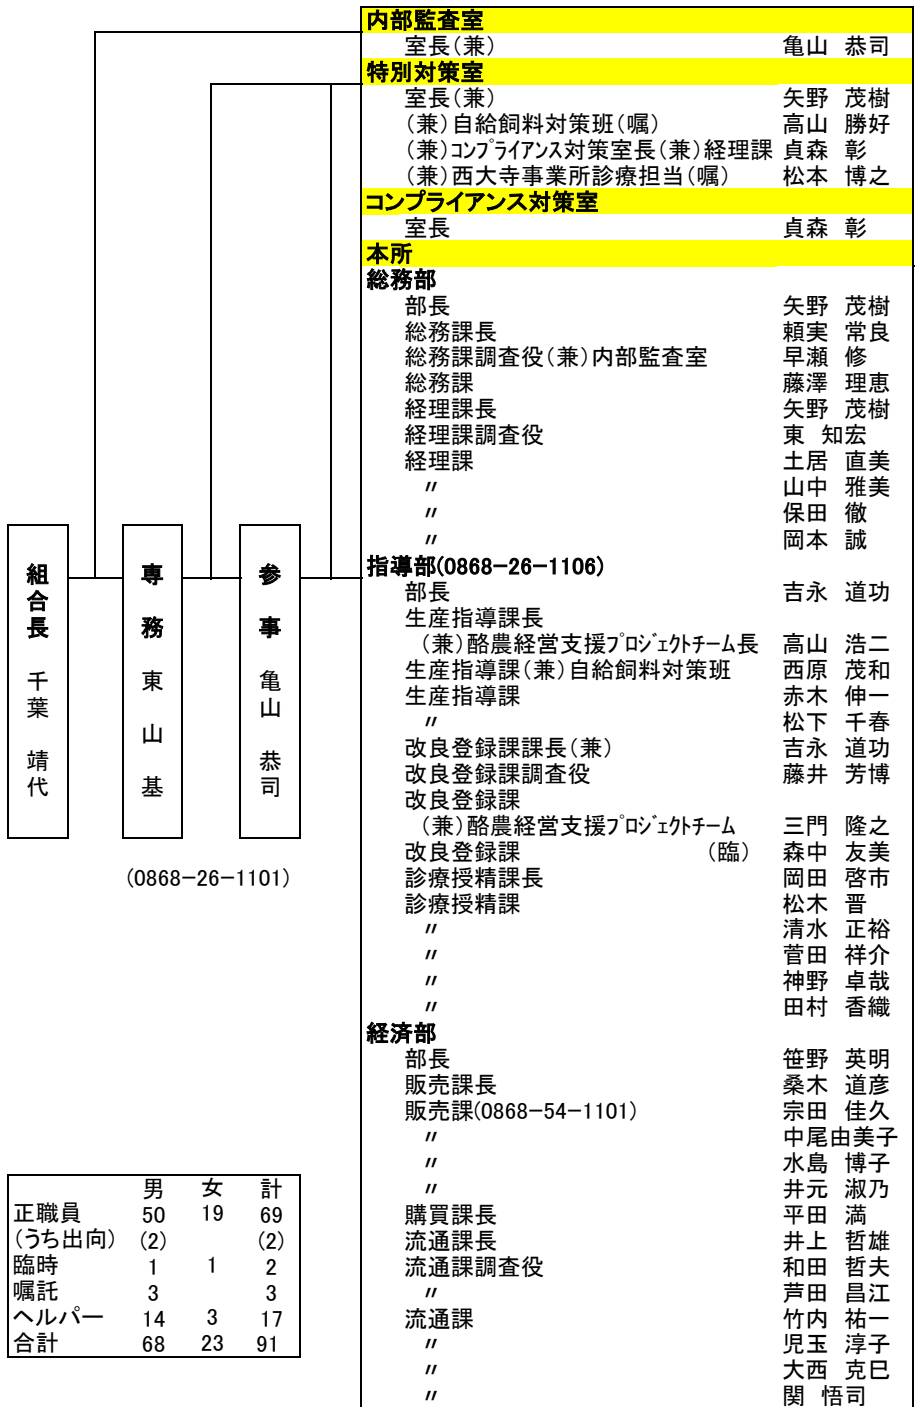 内部監査室
室長(兼) 亀山 恭司
特別対策室
室長(兼) 矢野 茂樹
(兼)自給飼料対策班(嘱) 高山 勝好
(兼)コンプライアンス対策室長(兼)経理課 貞森 彰
(兼)西大寺事業所診療担当(嘱) 松本 博之
コンプライアンス対策室
室長 貞森 彰
本所
総務部
部長 矢野 茂樹
総務課長 頼実 常良
総務課調査役(兼)内部監査室 早瀬 修
総務課 藤澤 理恵
経理課長 矢野 茂樹
経理課調査役 東 知宏
経理課 土居 直美
〃 山中 雅美
〃 保田 徹
〃 岡本 誠
指導部(0868-26-1106)
部長 吉永 道功
生産指導課長
(兼)酪農経営支援プロジェクトチーム長 高山 浩二
生産指導課(兼)自給飼料対策班 西原 茂和
生産指導課 赤木 伸一
〃 松下 千春
改良登録課課長(兼) 吉永 道功
改良登録課調査役 藤井 芳博
改良登録課
(兼)酪農経営支援プロジェクトチーム 三門 隆之
改良登録課 (臨) 森中 友美
診療授精課長 岡田 啓市
診療授精課 松木 晋
〃 清水 正裕
〃 菅田 祥介
〃 神野 卓哉
〃 田村 香織
経済部
部長 笹野 英明
販売課長 桑木 道彦
販売課(0868-54-1101) 宗田 佳久
〃 中尾由美子
〃 水島 博子
〃 井元 淑乃
購買課長 平田 満
流通課長 井上 哲雄
流通課調査役 和田 哲夫
〃 芦田 昌江
流通課 竹内 祐一
〃 児玉 淳子
〃 大西 克巳
〃 関 悟司
組合長 千葉 靖代
専務 東山 基
参事 亀山 恭司
(0868-26-1101)
男 女 計
正職員 50 19 69
(うち出向) (2) (2)
臨時 1 1 2
嘱託 3 3
ヘルパー 14 3 17
合計 68 23 91